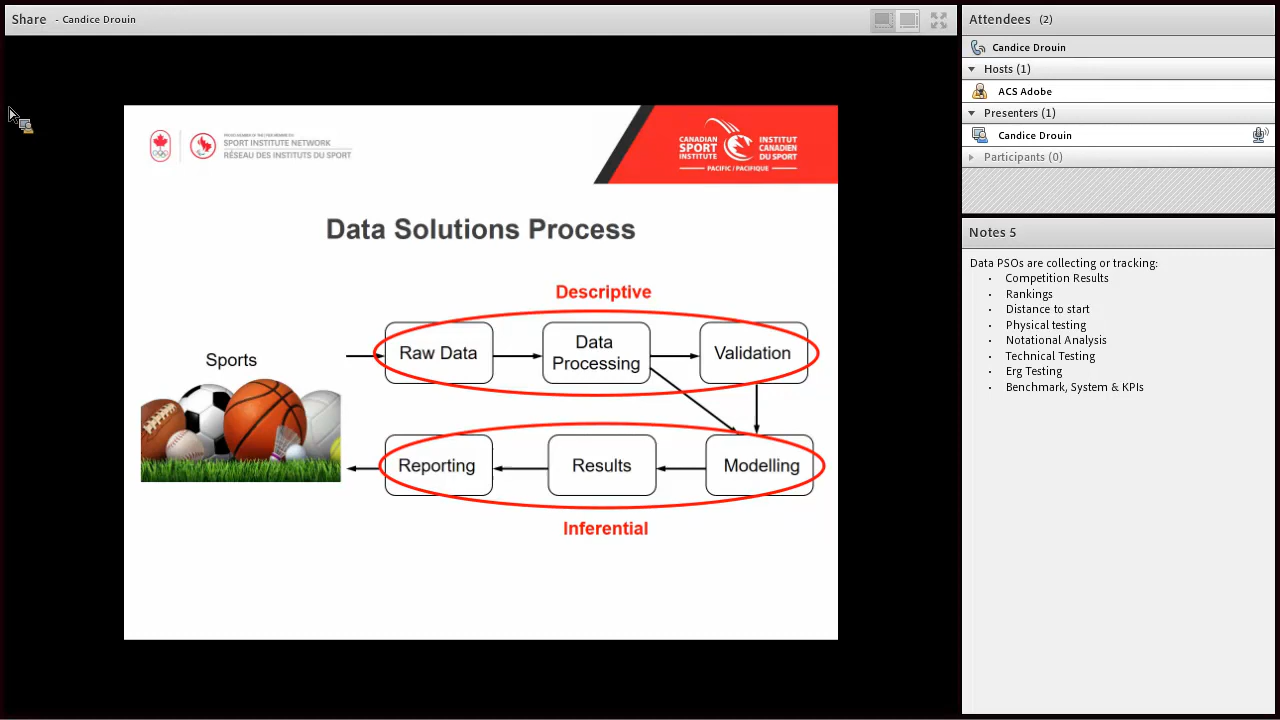 Share - Candice Drouin
SPORT INSTITUTE NETWORK
RÉSEAU DES INSTITUTS DU SPORT
CANADIAN SPORT INSTITUTE
INSTITUT CANADIEN DU SPORT
PACIFIC / PACIFIQUE
Data Solutions Process
Descriptive
Sports
Raw Data
Data Processing
Validation
Reporting
Results
Modelling
Inferential
Attendees (2)
Candice Drouin
Hosts (1)
ACS Adobe
Presenters (1)
Candice Drouin
Participants (0)
Notes 5
Data PSOs are collecting or tracking:
· Competition Results
· Rankings
· Distance to start
· Physical testing
· Notational Analysis
· Technical Testing
· Erg Testing
· Benchmark, System & KPIs